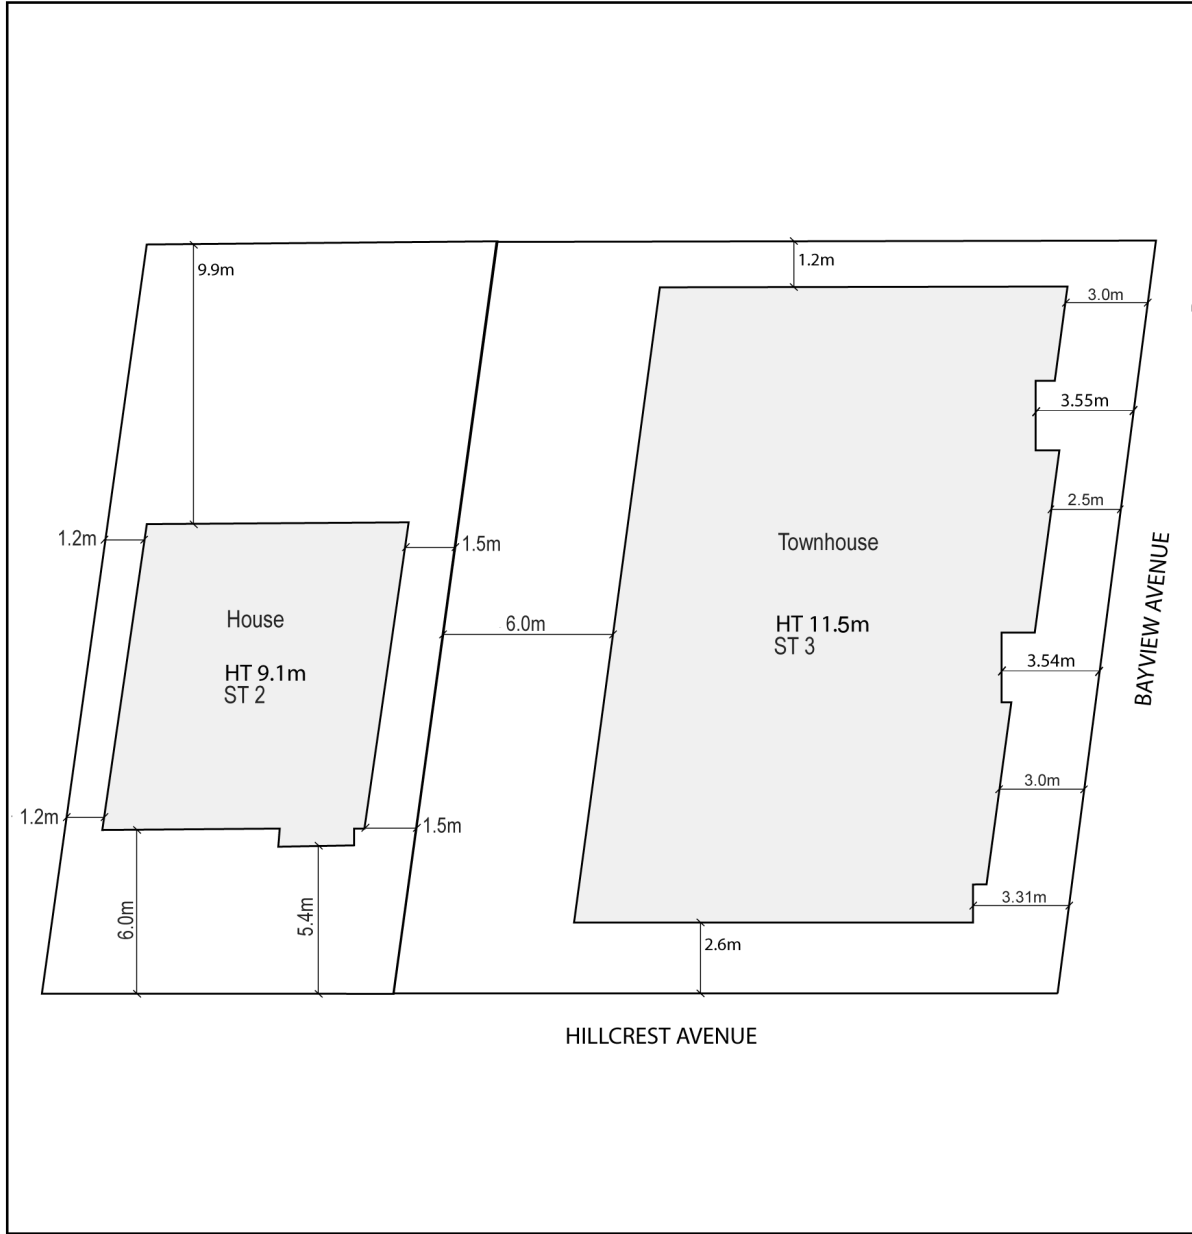 9.9m
1.2m
3.0m
3.55m
2.5m
1.2m
1.5m
Townhouse
House
6.0m
HT 11.5m
ST 3
3.54m
HT 9.1m
ST 2
BAYVIEW AVENUE
3.0m
1.2m
1.5m
3.31m
6.0m
5.4m
2.6m
HILLCREST AVENUE